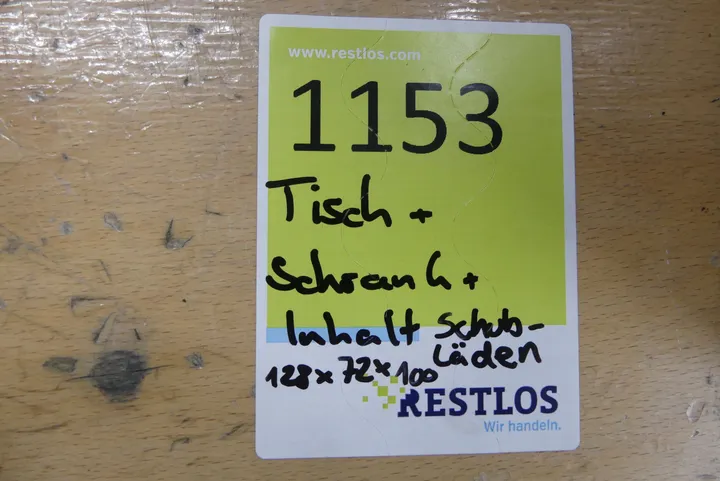 www.restlos.com
1153
Tisch +
Schrank +
Inhalt Schub-
läden
128 x 72 x 100
RESTLOS
Wir handeln.